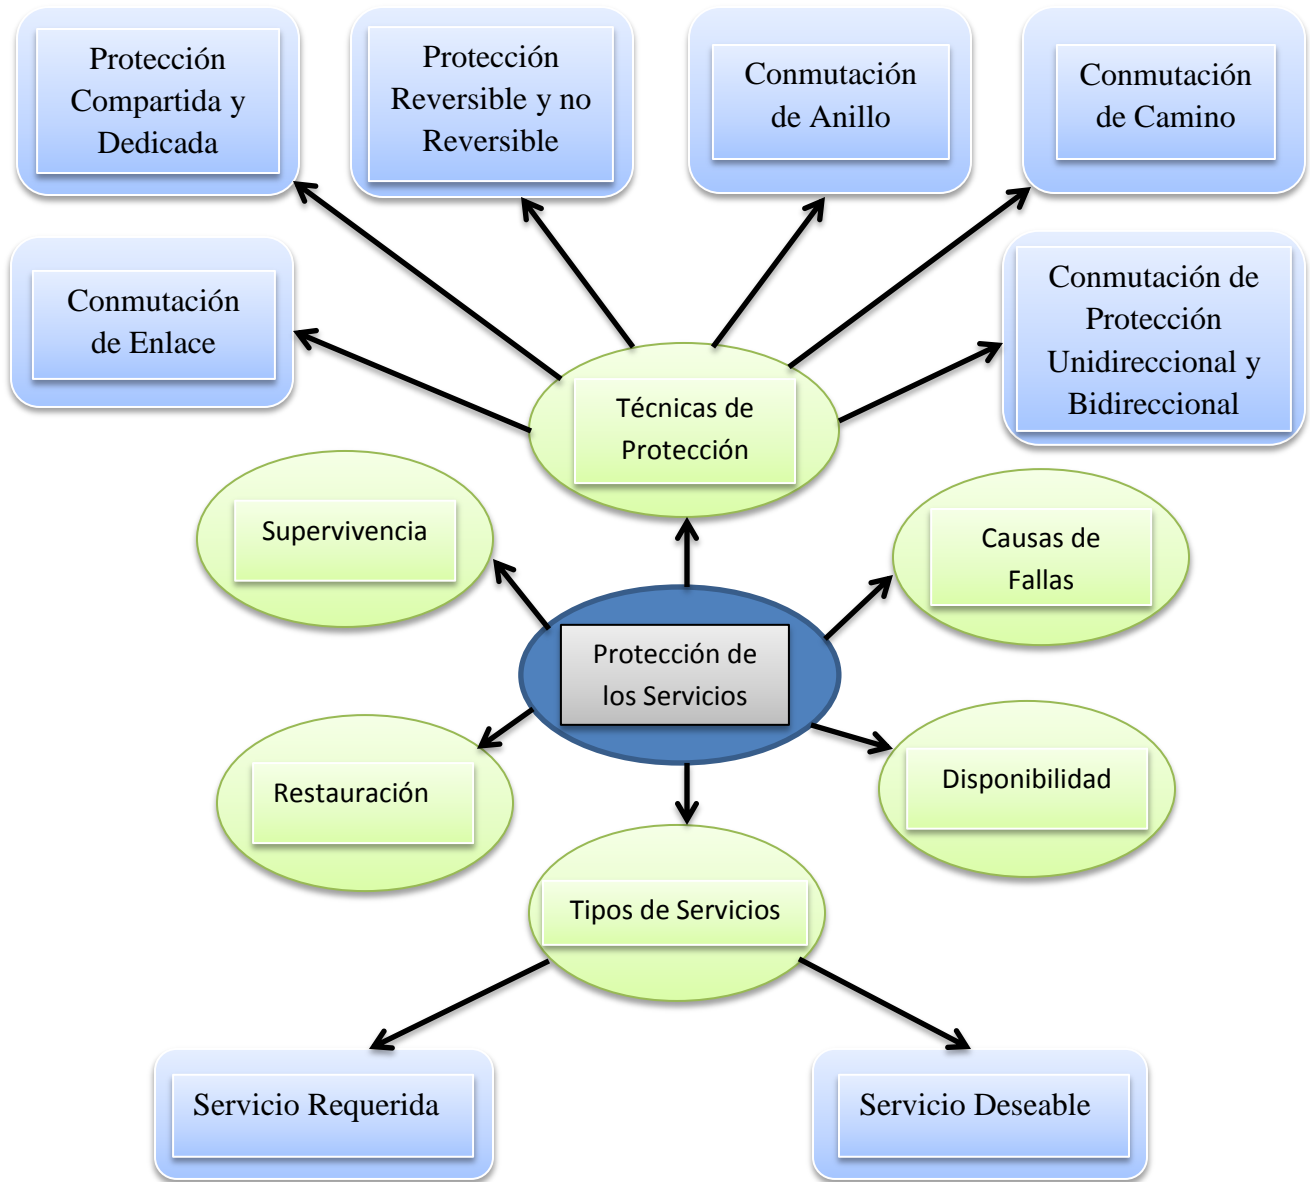 Protección
Compartida y
Dedicada
Protección
Reversible y no
Reversible
Conmutación
de Anillo
Conmutación
de Camino
Conmutación
de Enlace
Conmutación de
Protección
Unidireccional y
Bidireccional
Técnicas de
Protección
Supervivencia
Causas de
Fallas
Protección de
los Servicios
Restauración
Disponibilidad
Tipos de Servicios
Servicio Requerida
Servicio Deseable